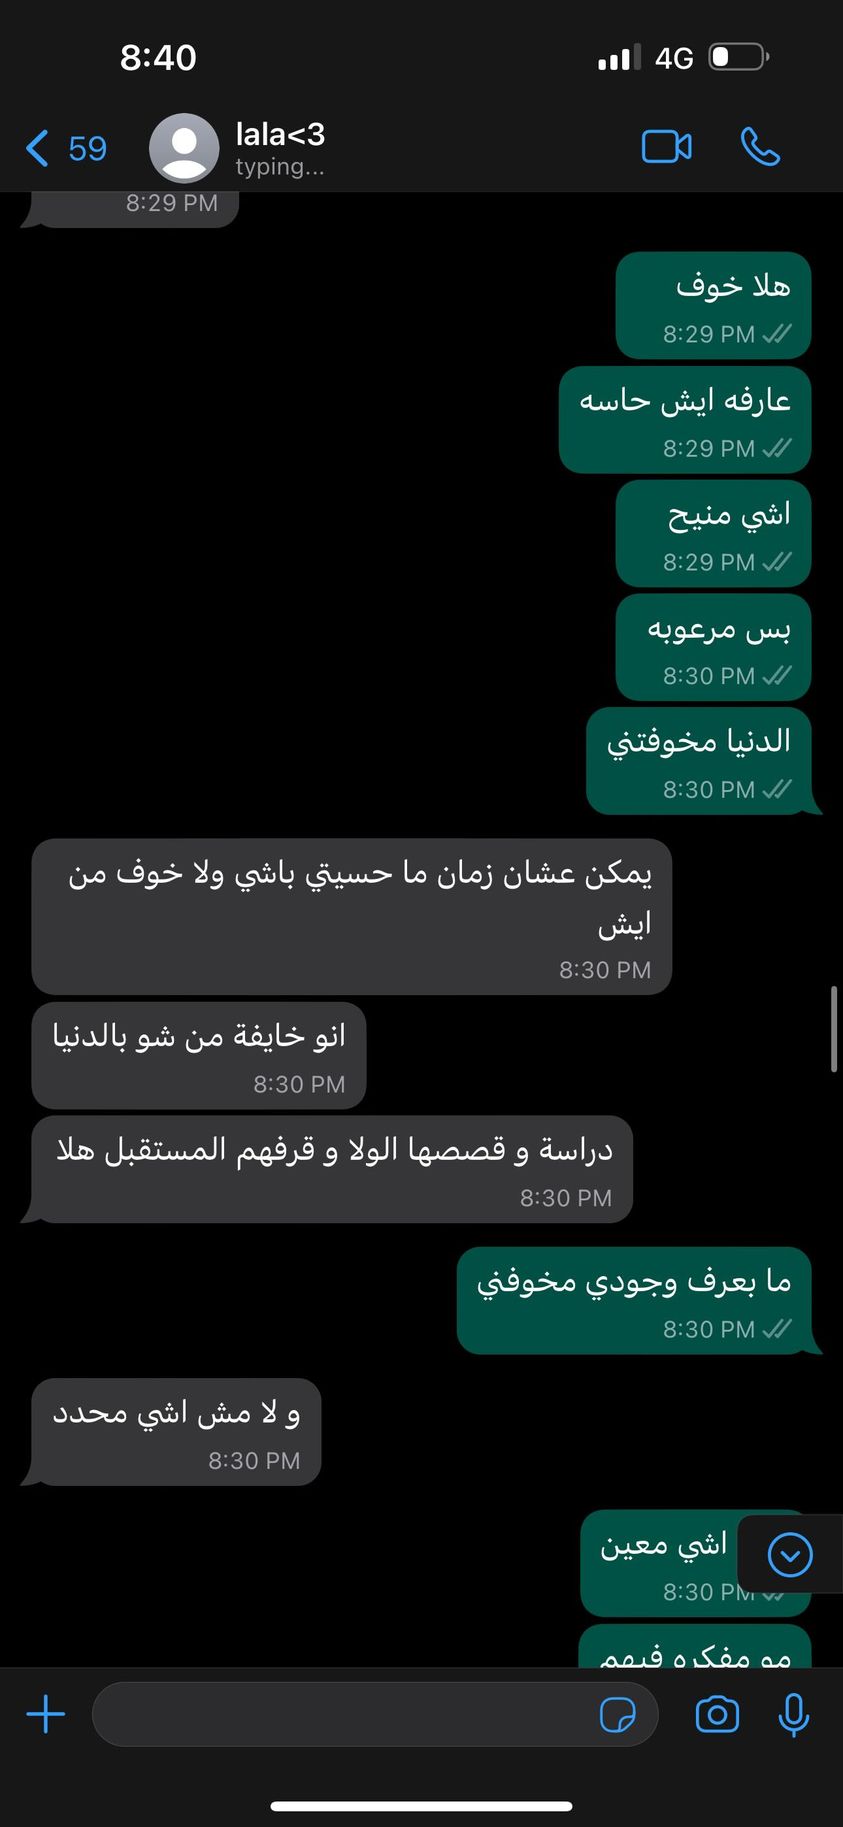 8:40
4G
59
lala<3
typing...
8:29 PM
هلا خوف
8:29 PM
عارفه ايش حاسه
8:29 PM
اشي منيح
8:29 PM
بس مرعوبه
8:30 PM
الدنيا مخوفتني
8:30 PM
يمكن عشان زمان ما حسيتي باشي ولا خوف من
ايش
8:30 PM
انو خايفة من شو بالدنيا
8:30 PM
دراسة و قصصها الولا و قرفهم المستقبل هلا
8:30 PM
ما بعرف وجودي مخوفني
8:30 PM
و لا مش اشي محدد
8:30 PM
اشي معين
8:30 PM
مو مفكره فيهم